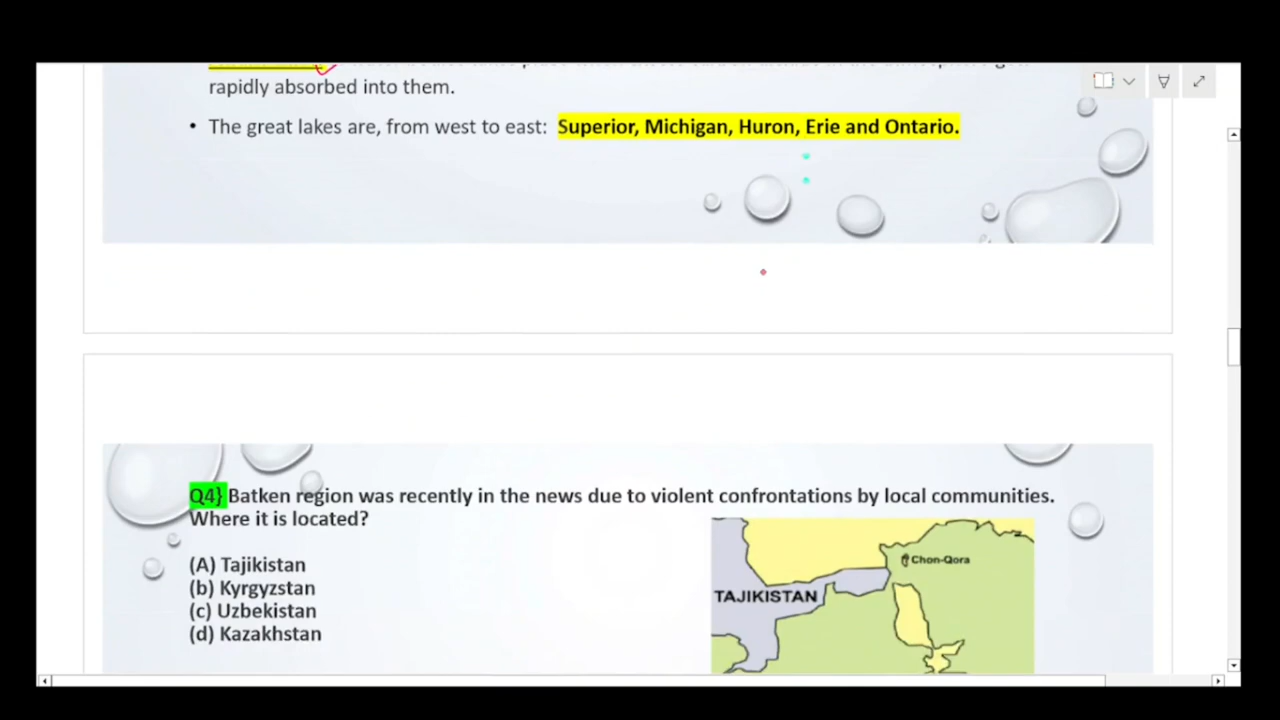 rapidly absorbed into them.
• The great lakes are, from west to east: Superior, Michigan, Huron, Erie and Ontario.
Q4} Batken region was recently in the news due to violent confrontations by local communities.
Where it is located?
(A) Tajikistan
(b) Kyrgyzstan
(c) Uzbekistan
(d) Kazakhstan
Chon-Qora
TAJIKISTAN